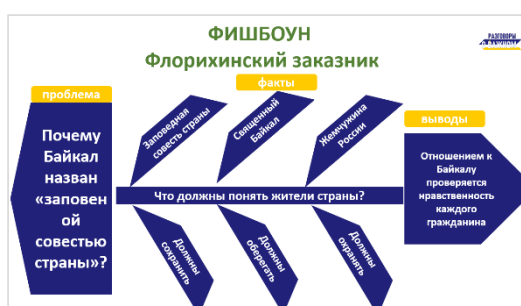 ФИШБОУН
Флорихинский заказник
РАЗГОВОРЫ
О ВАЖНОМ
проблема
факты
выводы
Почему
Байкал
назван
«заповен
ой
совестью
страны»?
Заповедная
совесть страны
Священный
Байкал
Жемчужина
России
Что должны понять жители страны?
Должны
сохранить
Должны
оберегать
Должны
охранять
Отношением к
Байкалу
проверяется
нравственность
каждого
гражданина